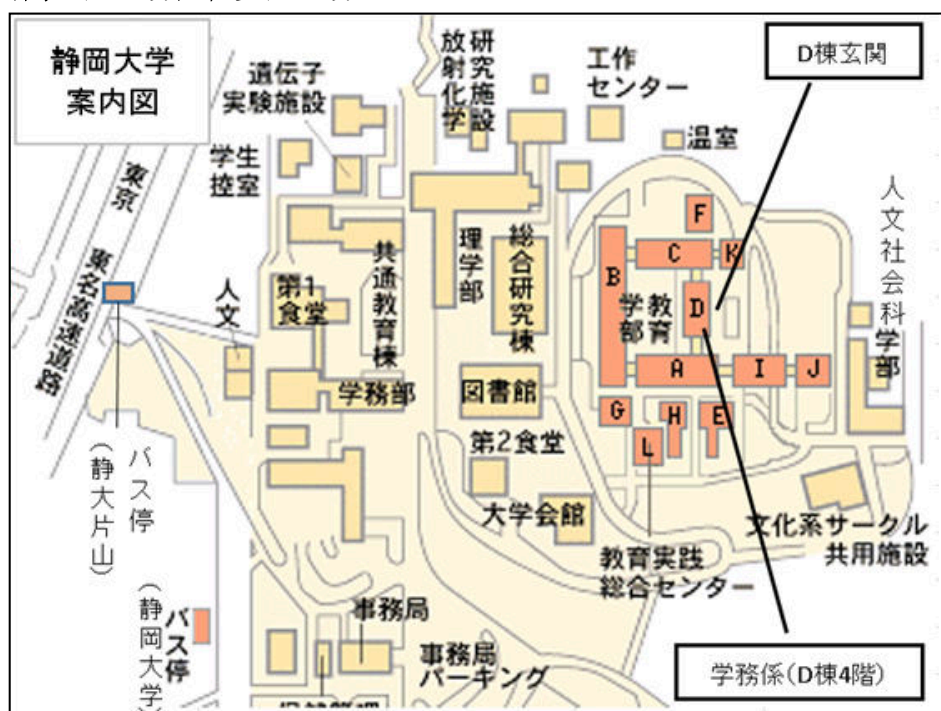 静岡大学
案内図
遺伝子
実験施設
放射化学
研究施設
工作
センター
D棟玄関
学生
控室
温室
東京
東名高速道路
人文
第1
食堂
共通教育棟
理学部
総合研究棟
教育
学部
人文社会科
学部
F
C
K
B
D
A
I
J
G
H
E
L
学務部
図書館
第2食堂
大学会館
バス停
(静大片山)
文化系サークル
共用施設
教育実践
総合センター
バス停
(静岡大学)
事務局
事務局
パーキング
学務係(D棟4階)